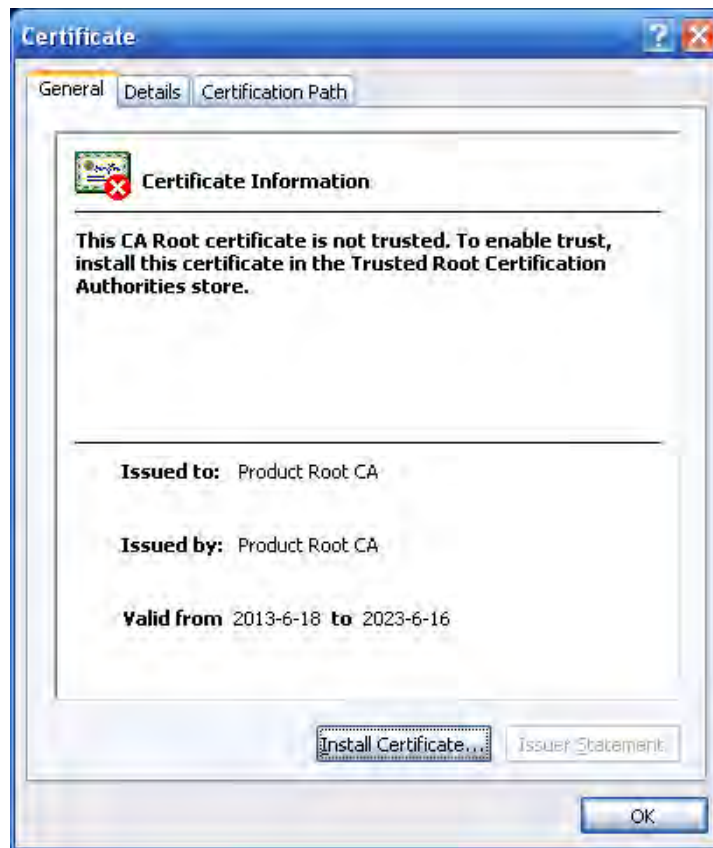 Certificate
General Details Certification Path
Certificate Information
This CA Root certificate is not trusted. To enable trust,
install this certificate in the Trusted Root Certification
Authorities store.
Issued to: Product Root CA
Issued by: Product Root CA
Valid from 2013-6-18 to 2023-6-16
Install Certificate... Issuer Statement
OK